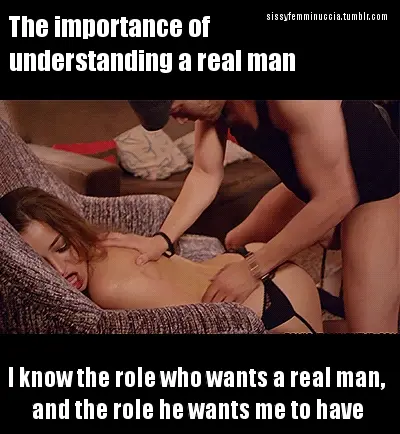 sissyfemminuccia.tumblr.com
The importance of
understanding a real man
I know the role who wants a real man,
and the role he wants me to have